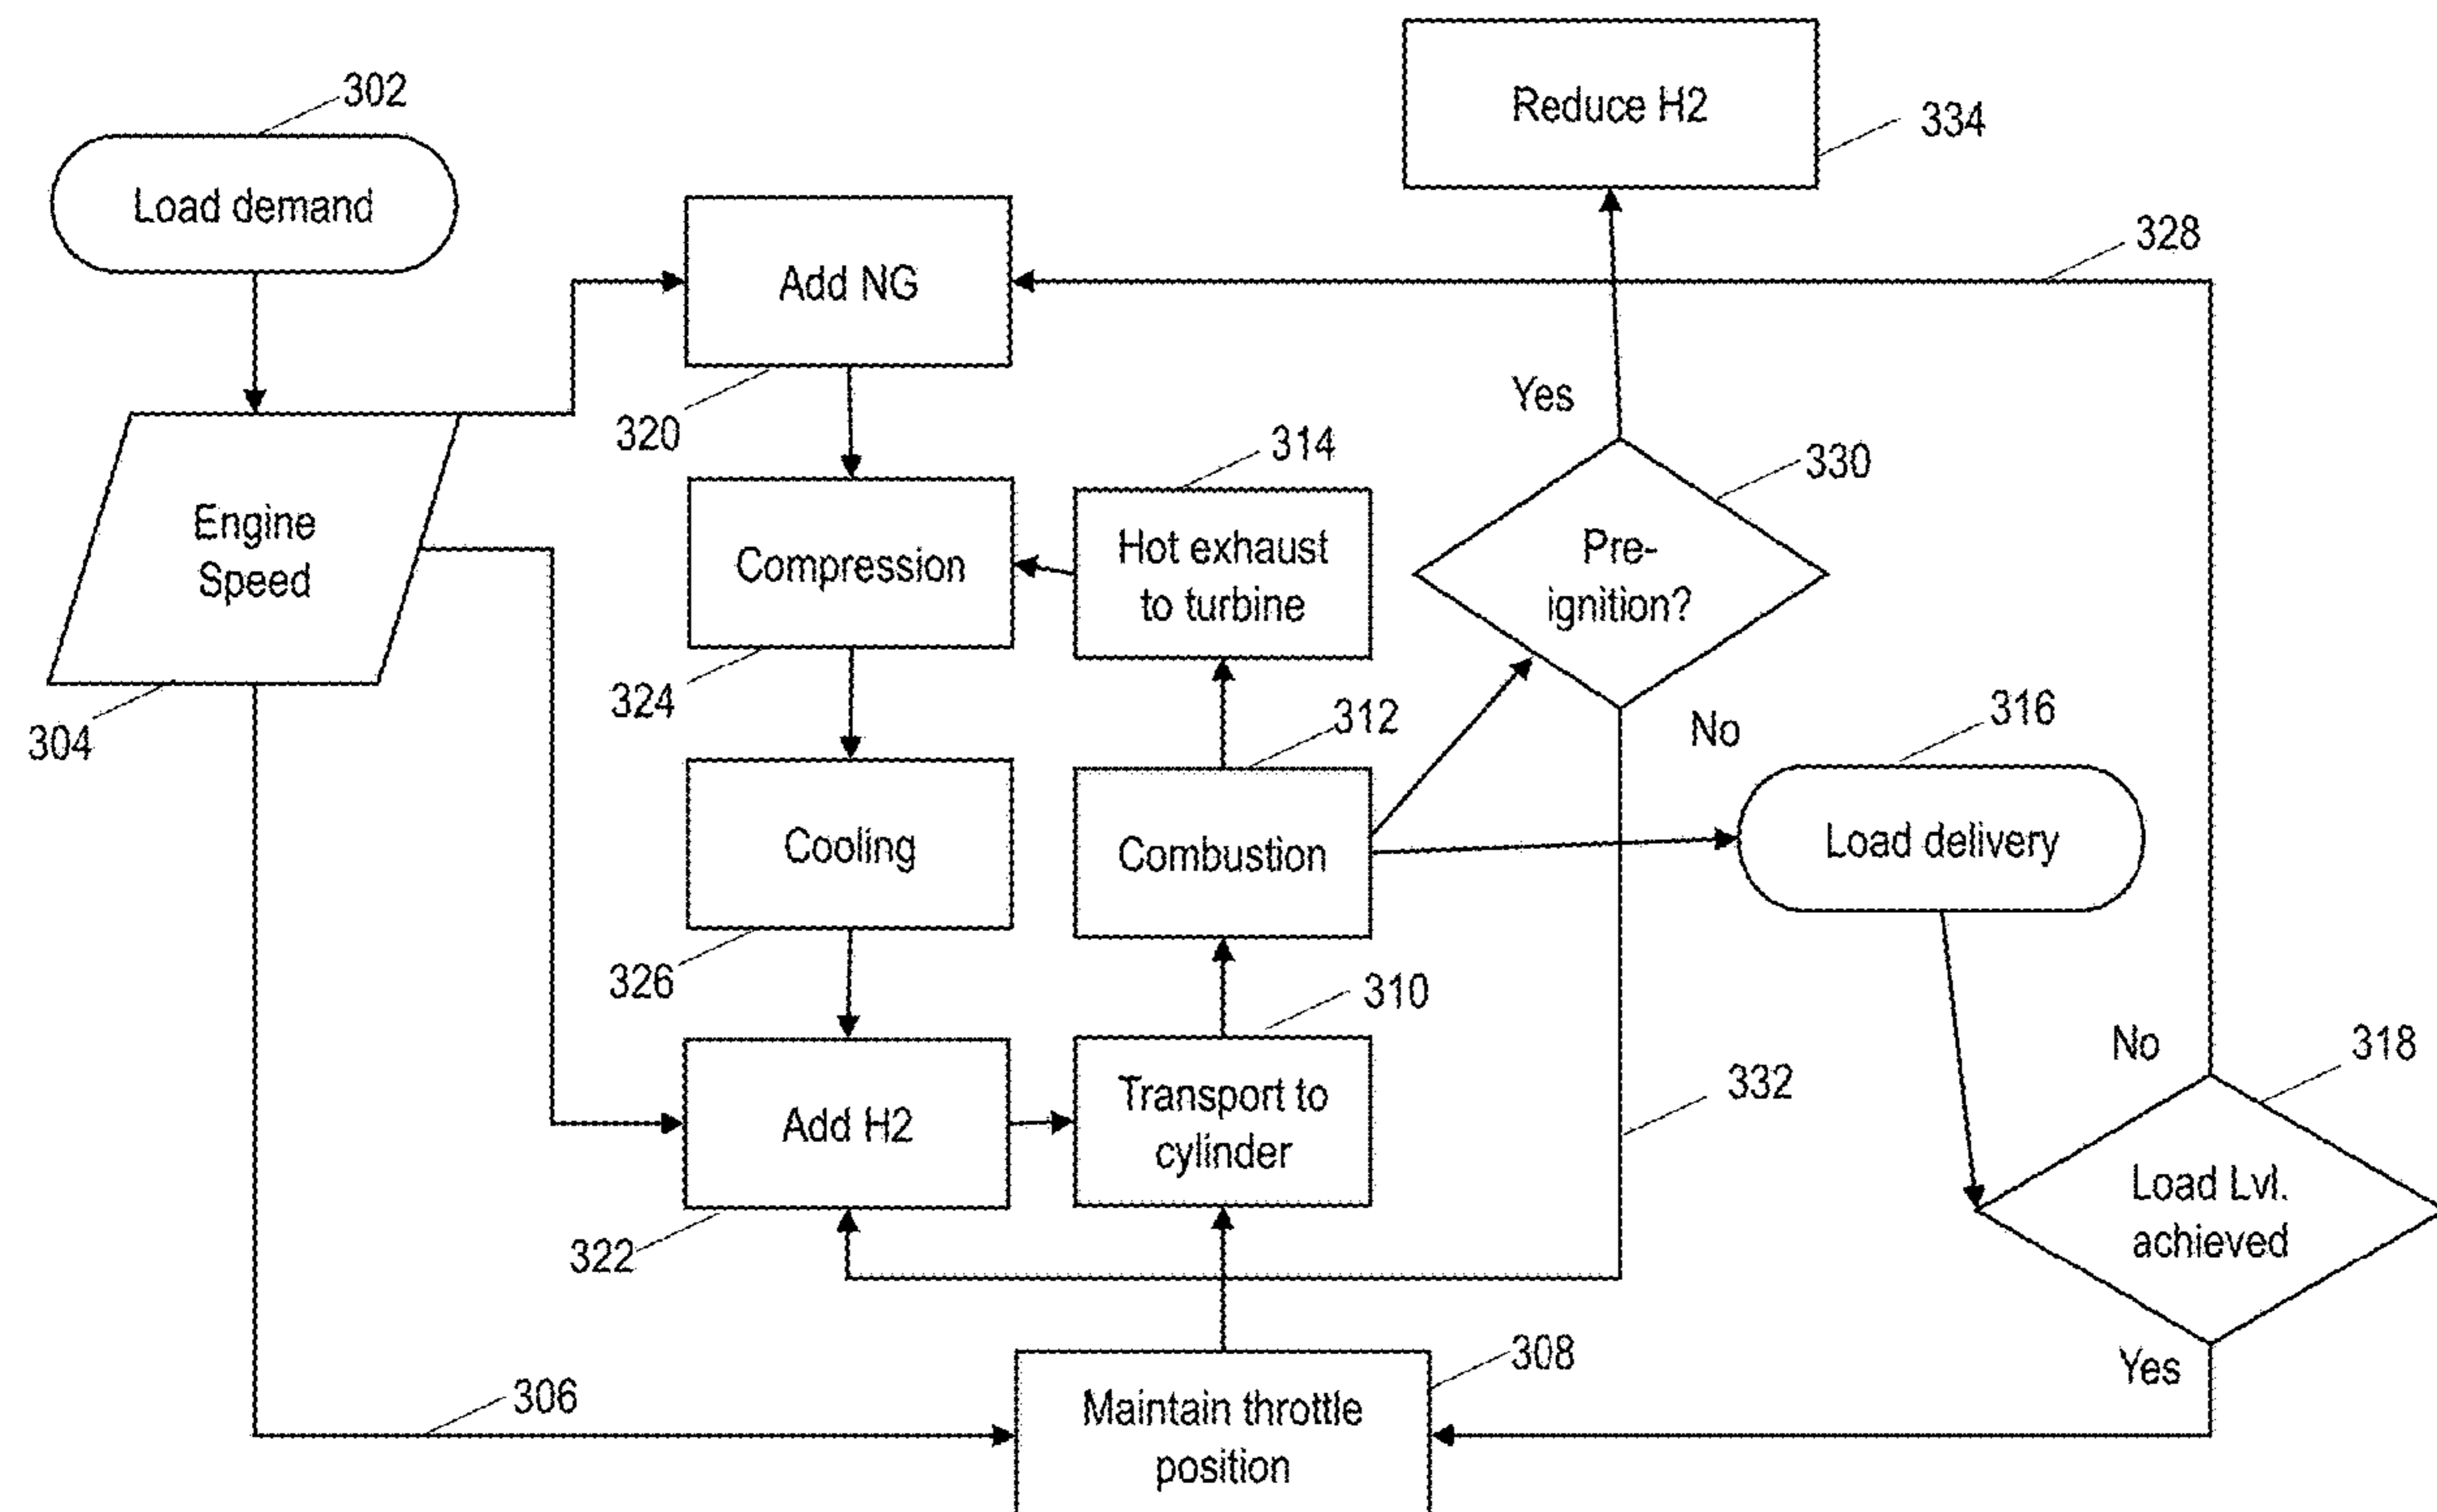 Reduce H2
334
302
Load demand
Add NG
320
328
Yes
Engine
Speed
304
314
Hot exhaust
to turbine
330
Pre-
ignition?
Compression
324
312
No
316
Cooling
326
Combustion
Load delivery
310
No
318
Add H2
322
Transport to
cylinder
332
Load Lvl.
achieved
Yes
306
308
Maintain throttle
position